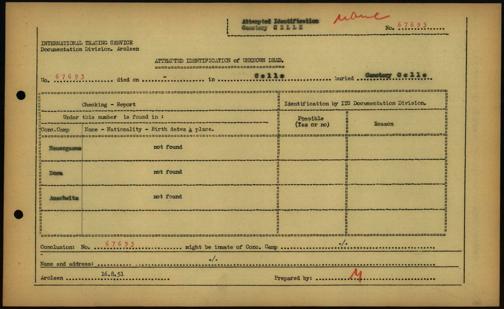 Attempted Identification
Cemetery CELLE
No. 67693
INTERNATIONAL TRACING SERVICE
Documentation Division. Arolsen
ATTEMPTED IDENTIFICATION of UNKNOWN DEAD.
No. 67693 died on - in Celle buried Cemetery Celle
Checking - Report
Identification by ITS Documentation Division.
Under this number is found in :
Possible (Yes or no)
Reason
Conc.Camp Name - Nationality - Birth dates & place.
Neuengamme not found
Dora not found
Auschwitz not found
Conclusion: No. 67693 might be inmate of Conc. Camp -/.
Name and address: -/.
Arolsen 16.8.51 Prepared by: